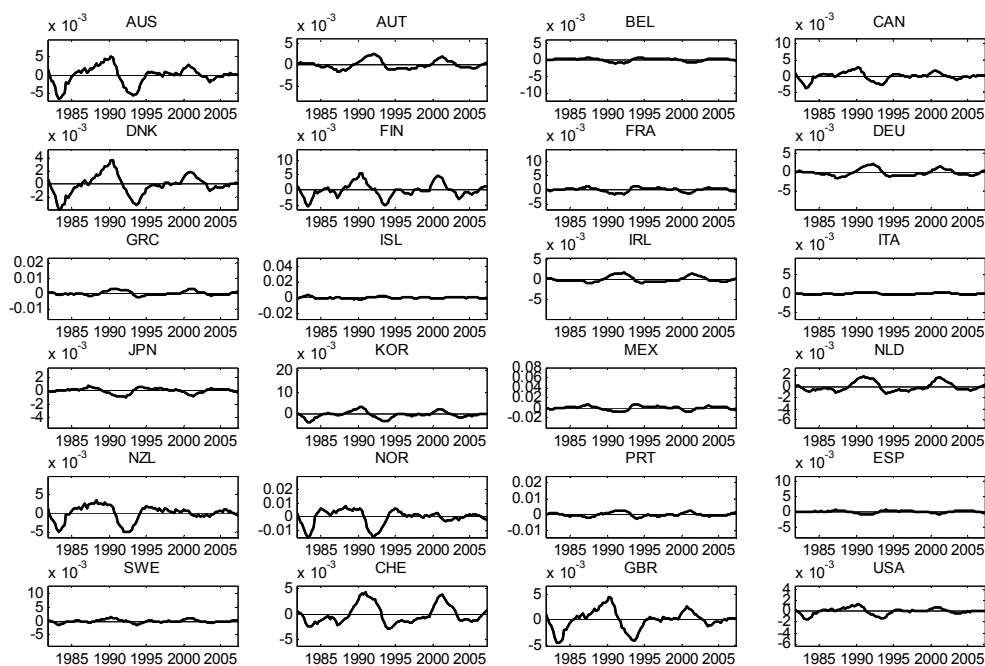 x 10⁻³ AUS
5
0
-5
1985 1990 1995 2000 2005
x 10⁻³ AUT
5
0
-5
1985 1990 1995 2000 2005
x 10⁻³ BEL
5
0
-5
-10
1985 1990 1995 2000 2005
x 10⁻³ CAN
10
5
0
-5
1985 1990 1995 2000 2005
x 10⁻³ DNK
4
2
0
-2
1985 1990 1995 2000 2005
x 10⁻³ FIN
10
5
0
-5
1985 1990 1995 2000 2005
x 10⁻³ FRA
10
5
0
-5
1985 1990 1995 2000 2005
x 10⁻³ DEU
5
0
-5
1985 1990 1995 2000 2005
GRC
0.02
0.01
0
-0.01
1985 1990 1995 2000 2005
ISL
0.04
0.02
0
-0.02
1985 1990 1995 2000 2005
x 10⁻³ IRL
5
0
-5
1985 1990 1995 2000 2005
x 10⁻³ ITA
5
0
-5
1985 1990 1995 2000 2005
x 10⁻³ JPN
2
0
-2
-4
1985 1990 1995 2000 2005
x 10⁻³ KOR
20
10
0
1985 1990 1995 2000 2005
MEX
0.08
0.06
0.04
0.02
0
-0.02
1985 1990 1995 2000 2005
x 10⁻³ NLD
2
0
-2
-4
-6
1985 1990 1995 2000 2005
x 10⁻³ NZL
5
0
-5
1985 1990 1995 2000 2005
NOR
0.02
0.01
0
-0.01
1985 1990 1995 2000 2005
PRT
0.02
0.01
0
-0.01
1985 1990 1995 2000 2005
x 10⁻³ ESP
10
5
0
-5
1985 1990 1995 2000 2005
x 10⁻³ SWE
10
5
0
-5
1985 1990 1995 2000 2005
x 10⁻³ CHE
5
0
-5
1985 1990 1995 2000 2005
x 10⁻³ GBR
5
0
-5
1985 1990 1995 2000 2005
x 10⁻³ USA
4
2
0
-2
-4
-6
1985 1990 1995 2000 2005